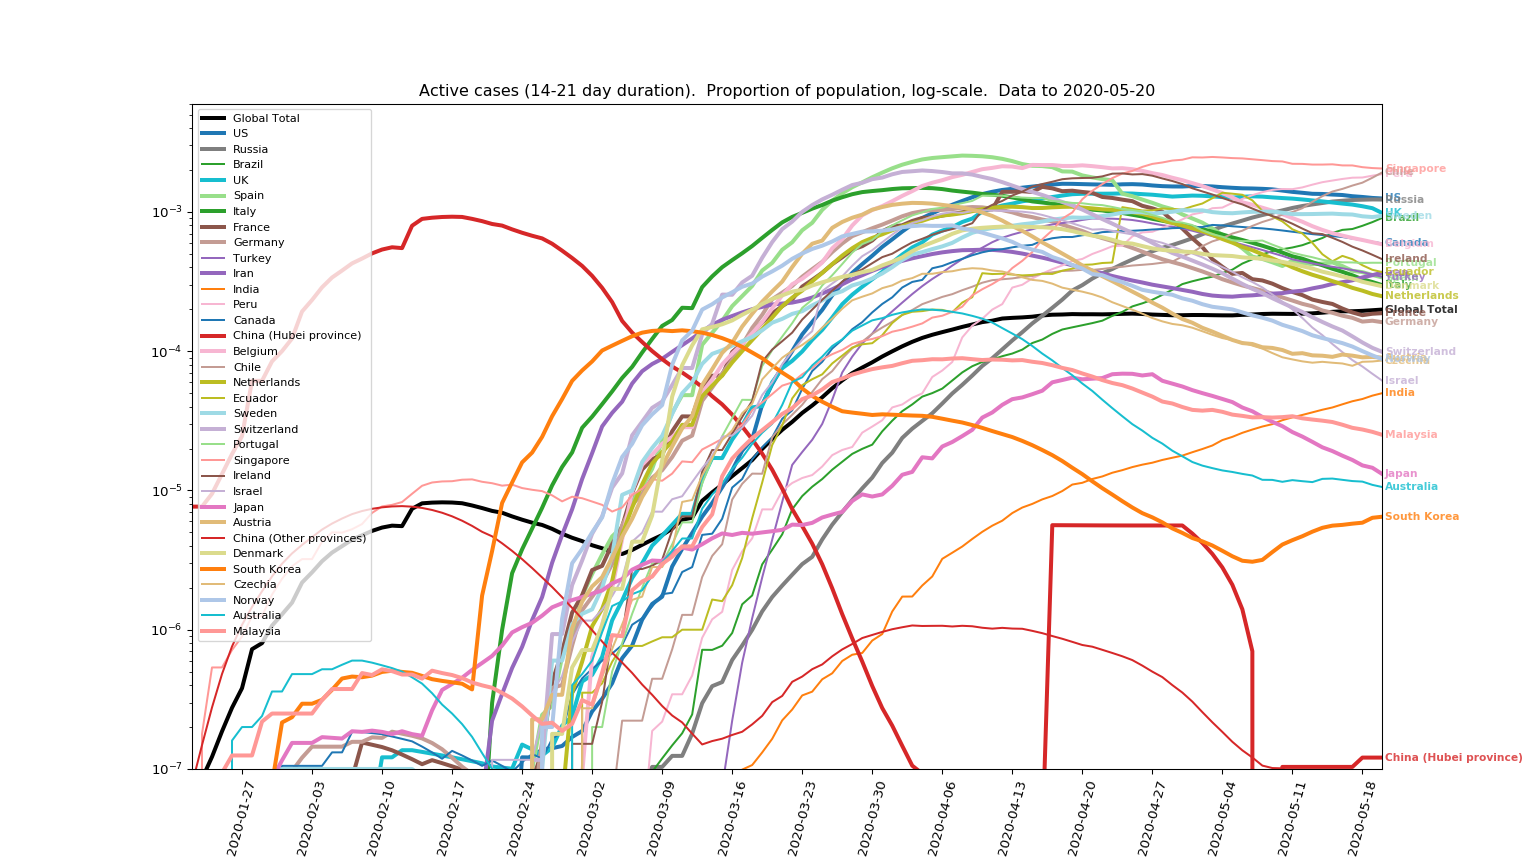 Active cases (14-21 day duration).  Proportion of population, log-scale.  Data to 2020-05-20
Global Total
US
Russia
Brazil
UK
Spain
Italy
France
Germany
Turkey
Iran
India
Peru
Canada
China (Hubei province)
Belgium
Chile
Netherlands
Ecuador
Sweden
Switzerland
Portugal
Singapore
Ireland
Israel
Japan
Austria
China (Other provinces)
Denmark
South Korea
Czechia
Norway
Australia
Malaysia
10⁻³
10⁻⁴
10⁻⁵
10⁻⁶
10⁻⁷
2020-01-27
2020-02-03
2020-02-10
2020-02-17
2020-02-24
2020-03-02
2020-03-09
2020-03-16
2020-03-23
2020-03-30
2020-04-06
2020-04-13
2020-04-20
2020-04-27
2020-05-04
2020-05-11
2020-05-18
Singapore
Chile
Peru
US
Russia
UK
Sweden
Brazil
Canada
Belgium
Ireland
Portugal
Ecuador
Turkey
Italy
Denmark
Netherlands
Global Total
France
Germany
Switzerland
Czechia
Israel
India
Malaysia
Japan
Australia
South Korea
China (Hubei province)